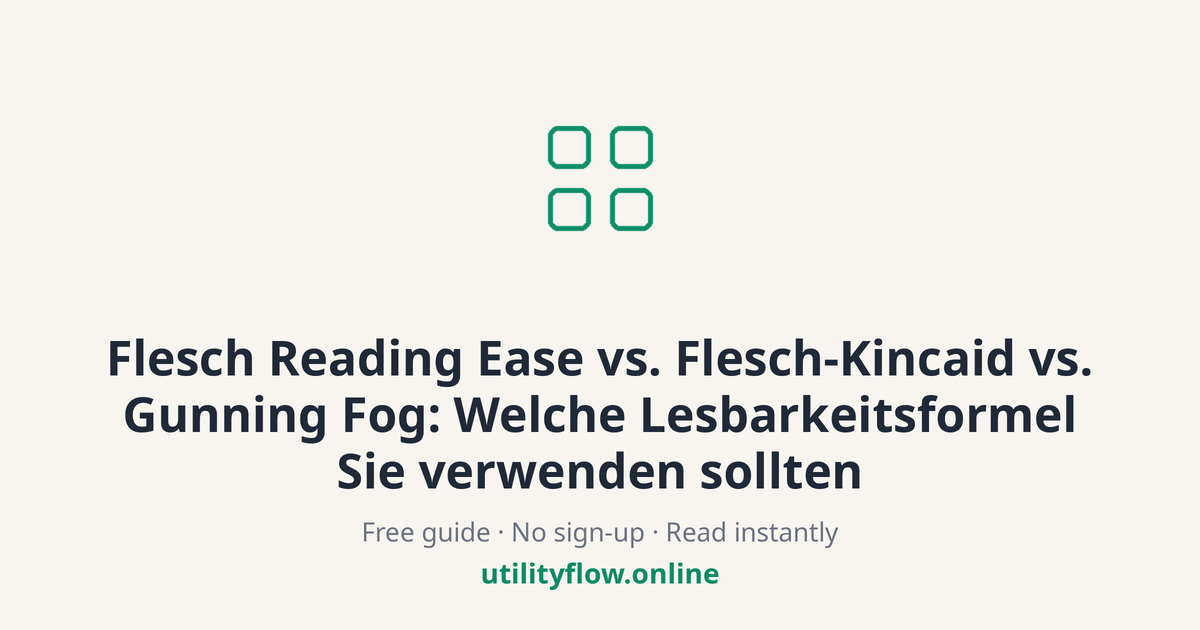 Flesch Reading Ease vs. Flesch-Kincaid vs.
Gunning Fog: Welche Lesbarkeitsformel
Sie verwenden sollten
Free guide · No sign-up · Read instantly
utilityflow.online